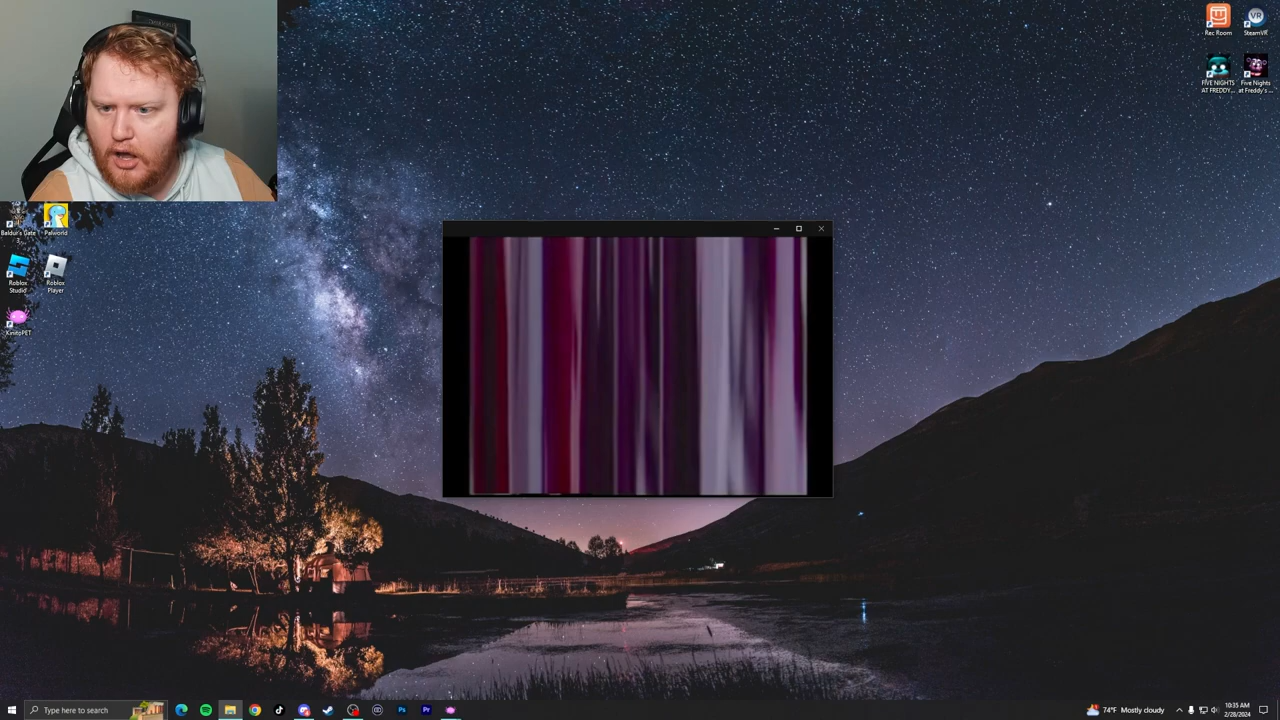 Rec Room
SteamVR
FIVE NIGHTS
AT FREDDY...
Five Nights
at Freddy's ...
Baldur's Gate
3
Palworld
Roblox
Studio
Roblox
Player
KinitoPET
Type here to search
74°F Mostly cloudy
10:35 AM
2/28/2024